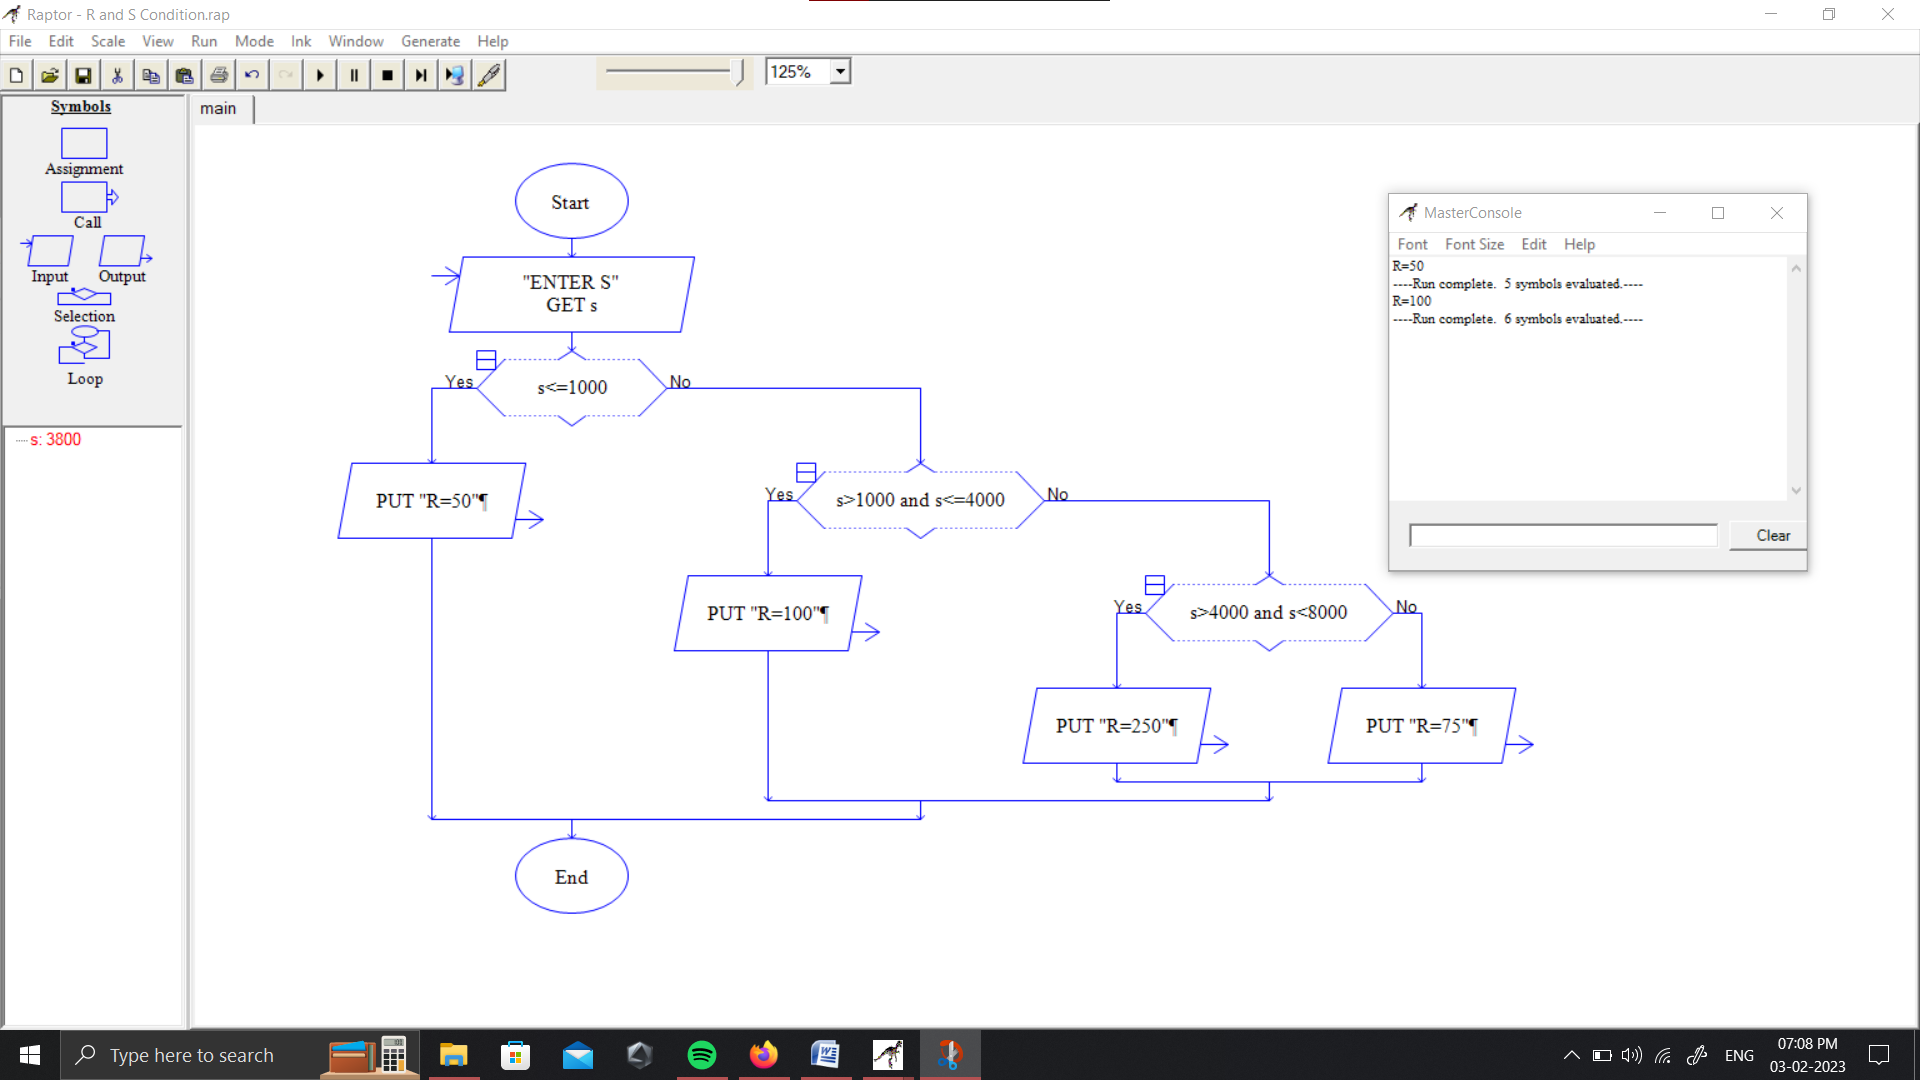 Raptor - R and S Condition.rap
File Edit Scale View Run Mode Ink Window Generate Help
125%
Symbols
Assignment
Call
Input Output
Selection
Loop
s: 3800
main
Start
"ENTER S"
GET s
Yes
s<=1000
No
PUT "R=50"¶
Yes
s>1000 and s<=4000
No
PUT "R=100"¶
Yes
s>4000 and s<8000
No
PUT "R=250"¶
PUT "R=75"¶
End
MasterConsole
Font Font Size Edit Help
R=50
----Run complete. 5 symbols evaluated.----
R=100
----Run complete. 6 symbols evaluated.----
Clear
Type here to search
ENG
07:08 PM
03-02-2023